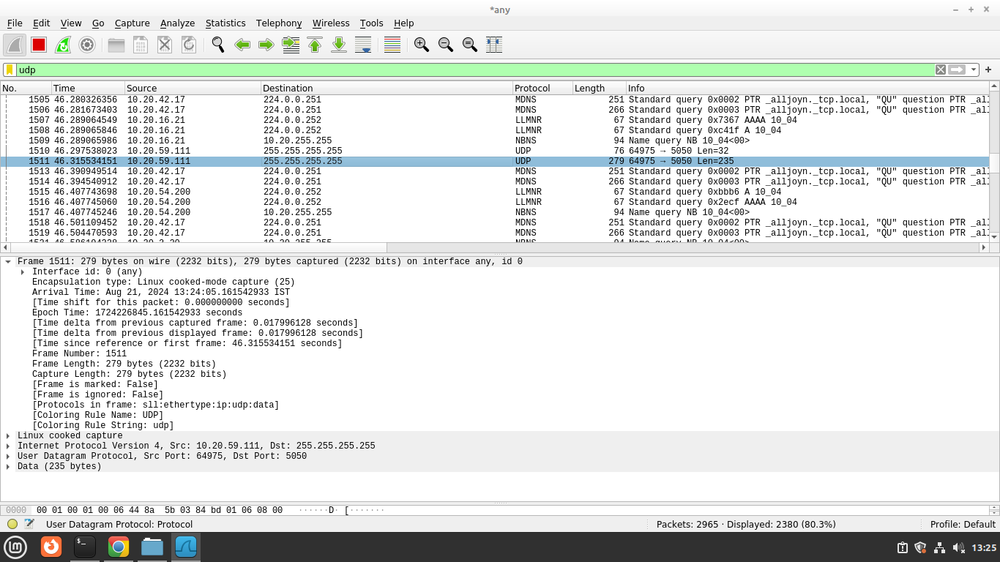 *any
File Edit View Go Capture Analyze Statistics Telephony Wireless Tools Help
udp
No. Time Source Destination Protocol Length Info
1505 46.280326356 10.20.42.17 224.0.0.251 MDNS 251 Standard query 0x0002 PTR _alljoyn._tcp.local, "QU" question PTR _all
1506 46.281673403 10.20.42.17 224.0.0.251 MDNS 266 Standard query 0x0003 PTR _alljoyn._tcp.local, "QU" question PTR _all
1507 46.289064549 10.20.16.21 224.0.0.252 LLMNR 67 Standard query 0x7367 AAAA 10_04
1508 46.289065846 10.20.16.21 224.0.0.252 LLMNR 67 Standard query 0xc41f A 10_04
1509 46.289065986 10.20.16.21 10.20.255.255 NBNS 94 Name query NB 10_04<00>
1510 46.297538023 10.20.59.111 255.255.255.255 UDP 76 64975 → 5050 Len=32
1511 46.315534151 10.20.59.111 255.255.255.255 UDP 279 64975 → 5050 Len=235
1513 46.390949514 10.20.42.17 224.0.0.251 MDNS 251 Standard query 0x0002 PTR _alljoyn._tcp.local, "QU" question PTR _all
1514 46.394540912 10.20.42.17 224.0.0.251 MDNS 266 Standard query 0x0003 PTR _alljoyn._tcp.local, "QU" question PTR _all
1515 46.407743698 10.20.54.200 224.0.0.252 LLMNR 67 Standard query 0xbbb6 A 10_04
1516 46.407745060 10.20.54.200 224.0.0.252 LLMNR 67 Standard query 0x2ecf AAAA 10_04
1517 46.407745246 10.20.54.200 10.20.255.255 NBNS 94 Name query NB 10_04<00>
1518 46.501109452 10.20.42.17 224.0.0.251 MDNS 251 Standard query 0x0002 PTR _alljoyn._tcp.local, "QU" question PTR _all
1519 46.504470593 10.20.42.17 224.0.0.251 MDNS 266 Standard query 0x0003 PTR _alljoyn._tcp.local, "QU" question PTR _all
Frame 1511: 279 bytes on wire (2232 bits), 279 bytes captured (2232 bits) on interface any, id 0
Interface id: 0 (any)
Encapsulation type: Linux cooked-mode capture (25)
Arrival Time: Aug 21, 2024 13:24:05.161542933 IST
[Time shift for this packet: 0.000000000 seconds]
Epoch Time: 1724226845.161542933 seconds
[Time delta from previous captured frame: 0.017996128 seconds]
[Time delta from previous displayed frame: 0.017996128 seconds]
[Time since reference or first frame: 46.315534151 seconds]
Frame Number: 1511
Frame Length: 279 bytes (2232 bits)
Capture Length: 279 bytes (2232 bits)
[Frame is marked: False]
[Frame is ignored: False]
[Protocols in frame: sll:ethertype:ip:udp:data]
[Coloring Rule Name: UDP]
[Coloring Rule String: udp]
Linux cooked capture
Internet Protocol Version 4, Src: 10.20.59.111, Dst: 255.255.255.255
User Datagram Protocol, Src Port: 64975, Dst Port: 5050
Data (235 bytes)
0000 00 01 00 01 00 06 44 8a 5b 03 84 bd 01 06 08 00 ······D· [·······
User Datagram Protocol: Protocol Packets: 2965 · Displayed: 2380 (80.3%) Profile: Default
13:25